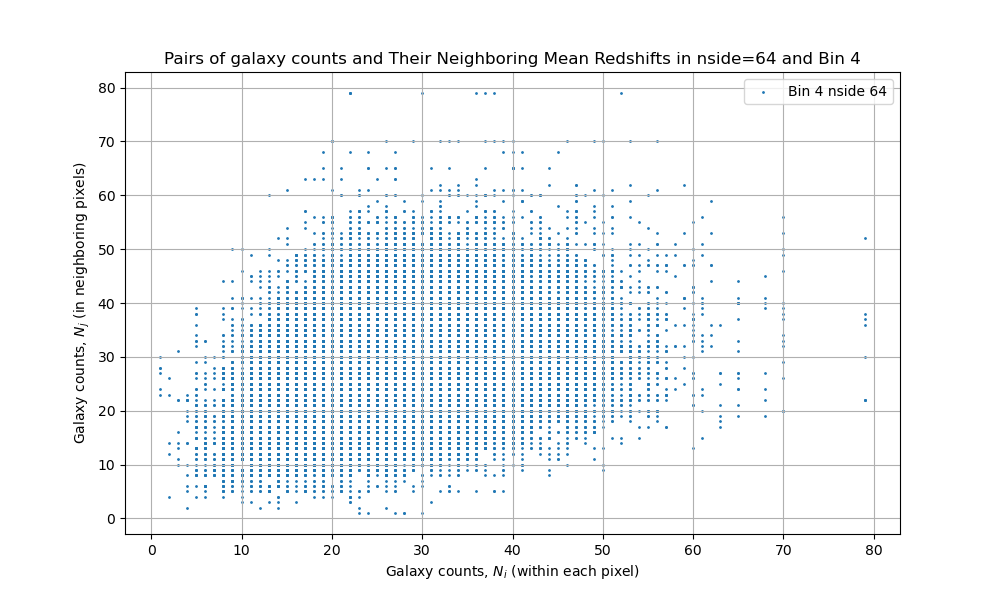 Pairs of galaxy counts and Their Neighboring Mean Redshifts in nside=64 and Bin 4
Bin 4 nside 64
80
70
60
50
40
30
20
10
0
Galaxy counts, N_j (in neighboring pixels)
0 10 20 30 40 50 60 70 80
Galaxy counts, N_i (within each pixel)